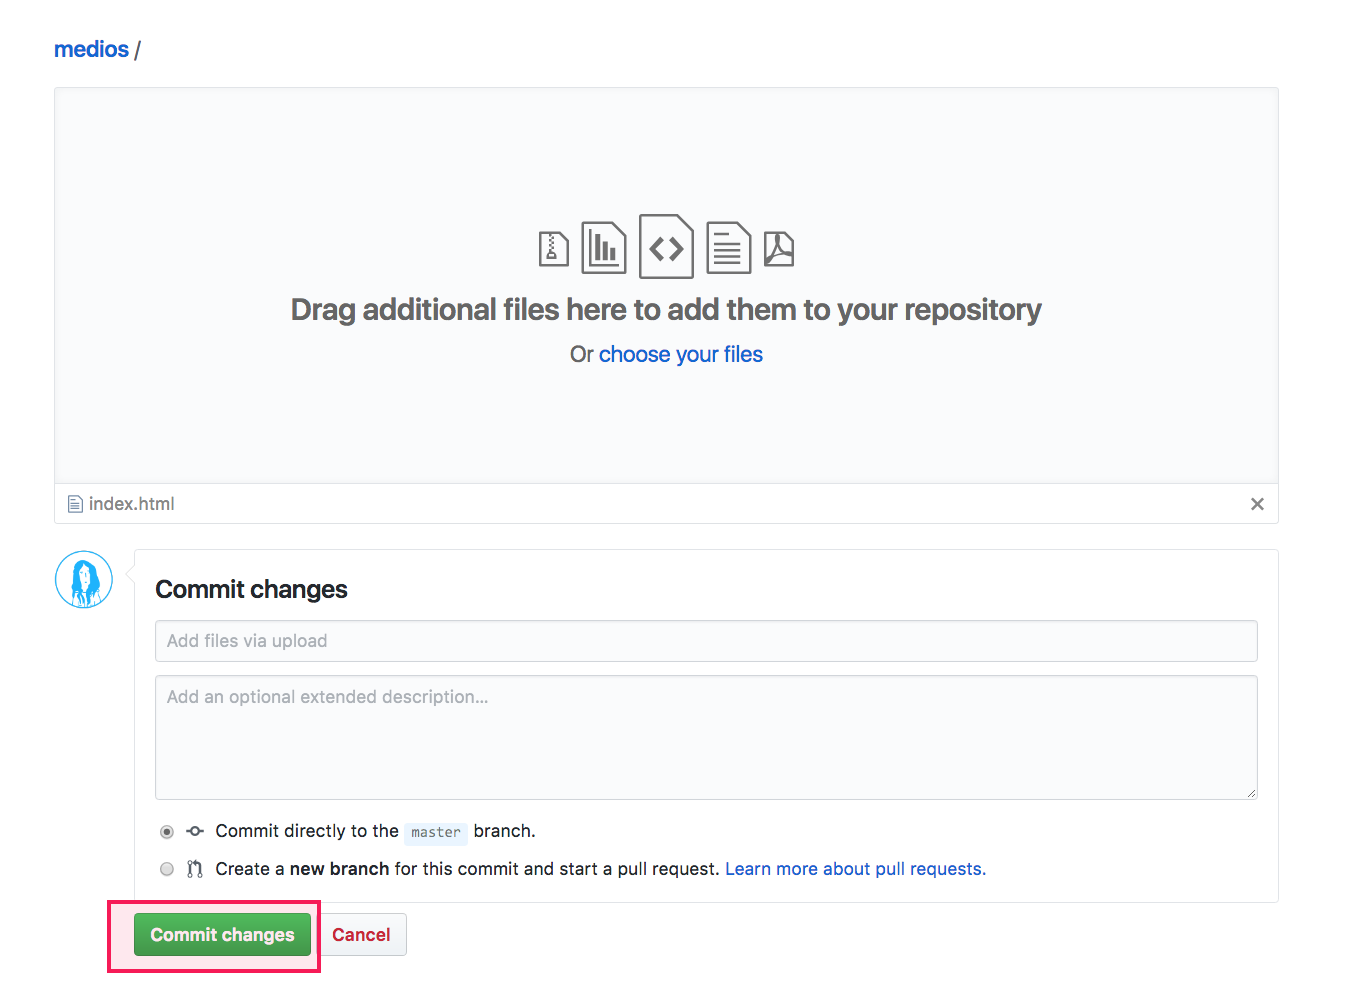 medios /
Drag additional files here to add them to your repository
Or choose your files
index.html
Commit changes
Add files via upload
Add an optional extended description...
Commit directly to the master branch.
Create a new branch for this commit and start a pull request. Learn more about pull requests.
Commit changes Cancel